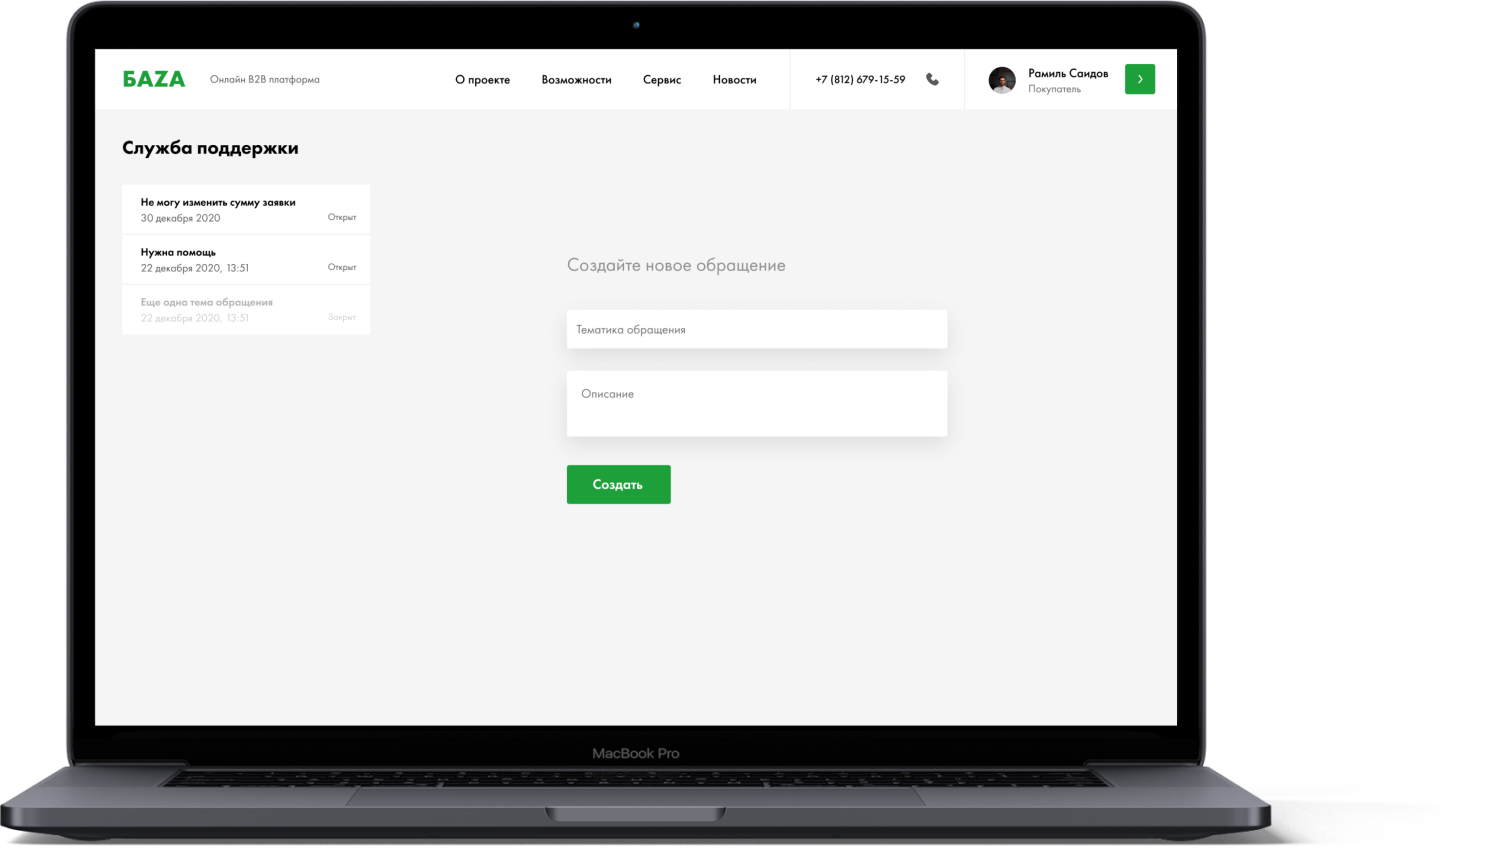 БАZА
Онлайн B2B платформа
О проекте
Возможности
Сервис
Новости
+7 (812) 679-15-59
Рамиль Саидов
Покупатель
Служба поддержки
Не могу изменить сумму заявки
30 декабря 2020
Открыт
Нужна помощь
22 декабря 2020, 13:51
Открыт
Еще одна тема обращения
22 декабря 2020, 13:51
Закрыт
Создайте новое обращение
Тематика обращения
Описание
Создать
MacBook Pro